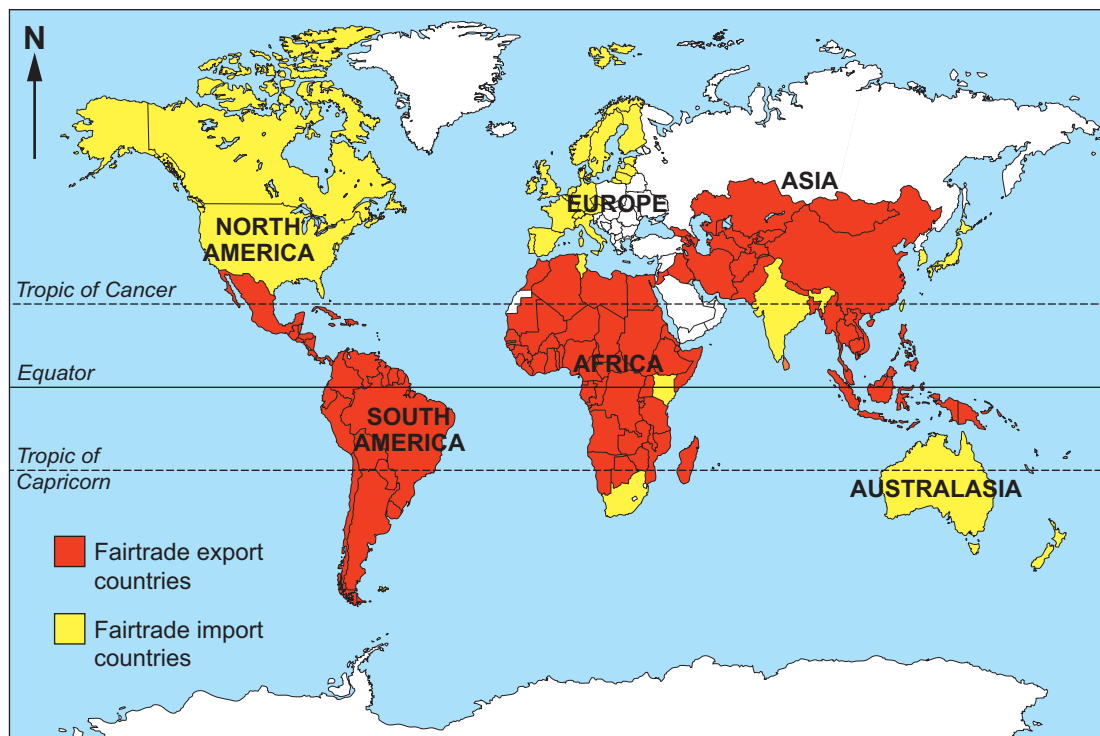 N
ASIA
EUROPE
NORTH
AMERICA
Tropic of Cancer
AFRICA
Equator
SOUTH
AMERICA
Tropic of
Capricorn
AUSTRALASIA
Fairtrade export
countries
Fairtrade import
countries